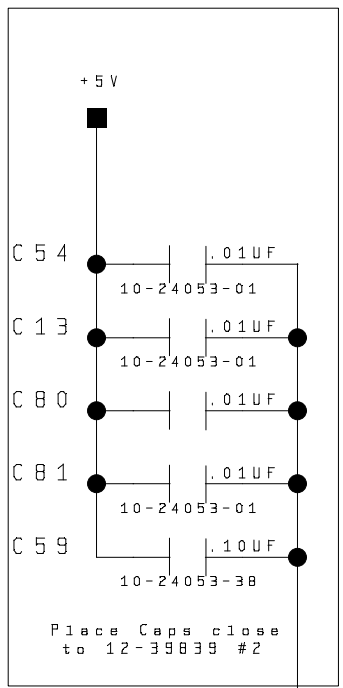 +5V
C54 .01UF
10-24053-01
C13 .01UF
10-24053-01
C80 .01UF
C81 .01UF
10-24053-01
C59 .10UF
10-24053-38
Place Caps close
to 12-39839 #2